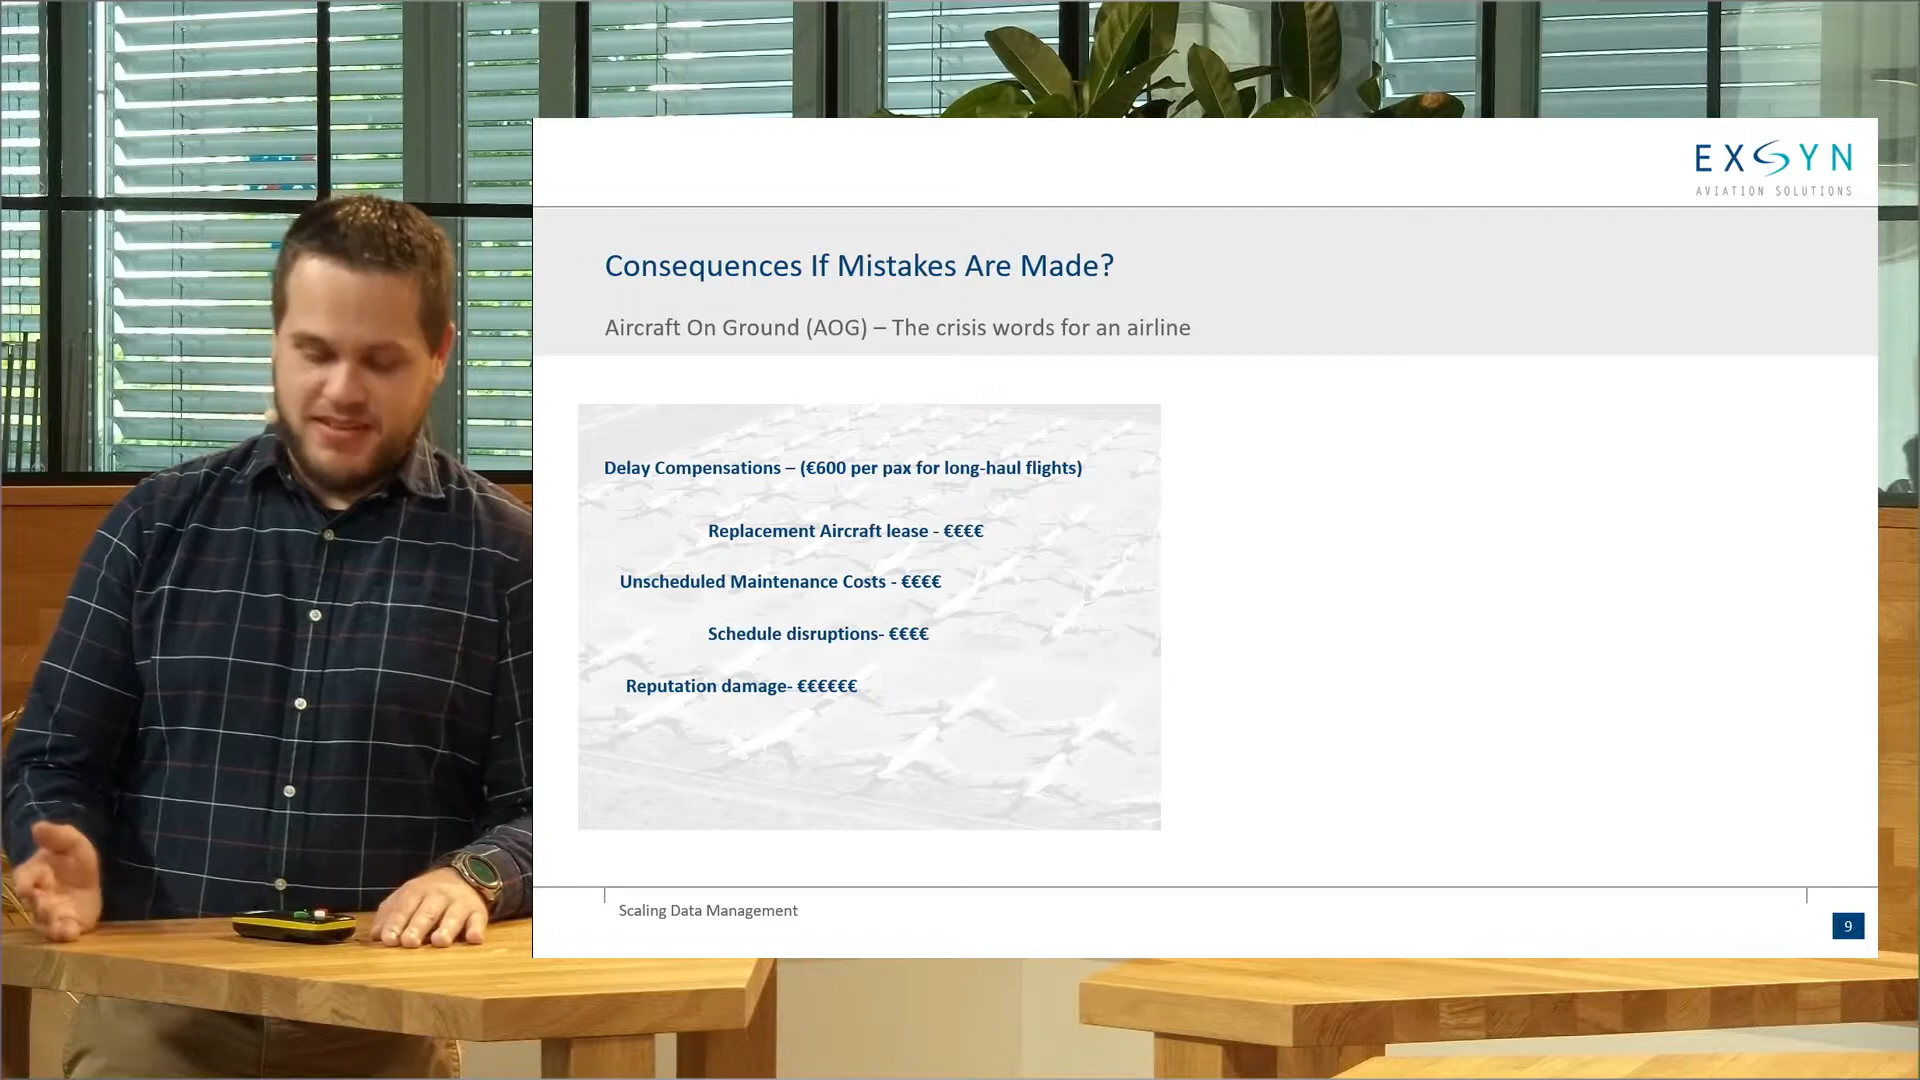 EXSYN
AVIATION SOLUTIONS
Consequences If Mistakes Are Made?
Aircraft On Ground (AOG) – The crisis words for an airline
Delay Compensations – (€600 per pax for long-haul flights)
Replacement Aircraft lease - €€€€
Unscheduled Maintenance Costs - €€€€
Schedule disruptions- €€€€
Reputation damage- €€€€€€
Scaling Data Management
9